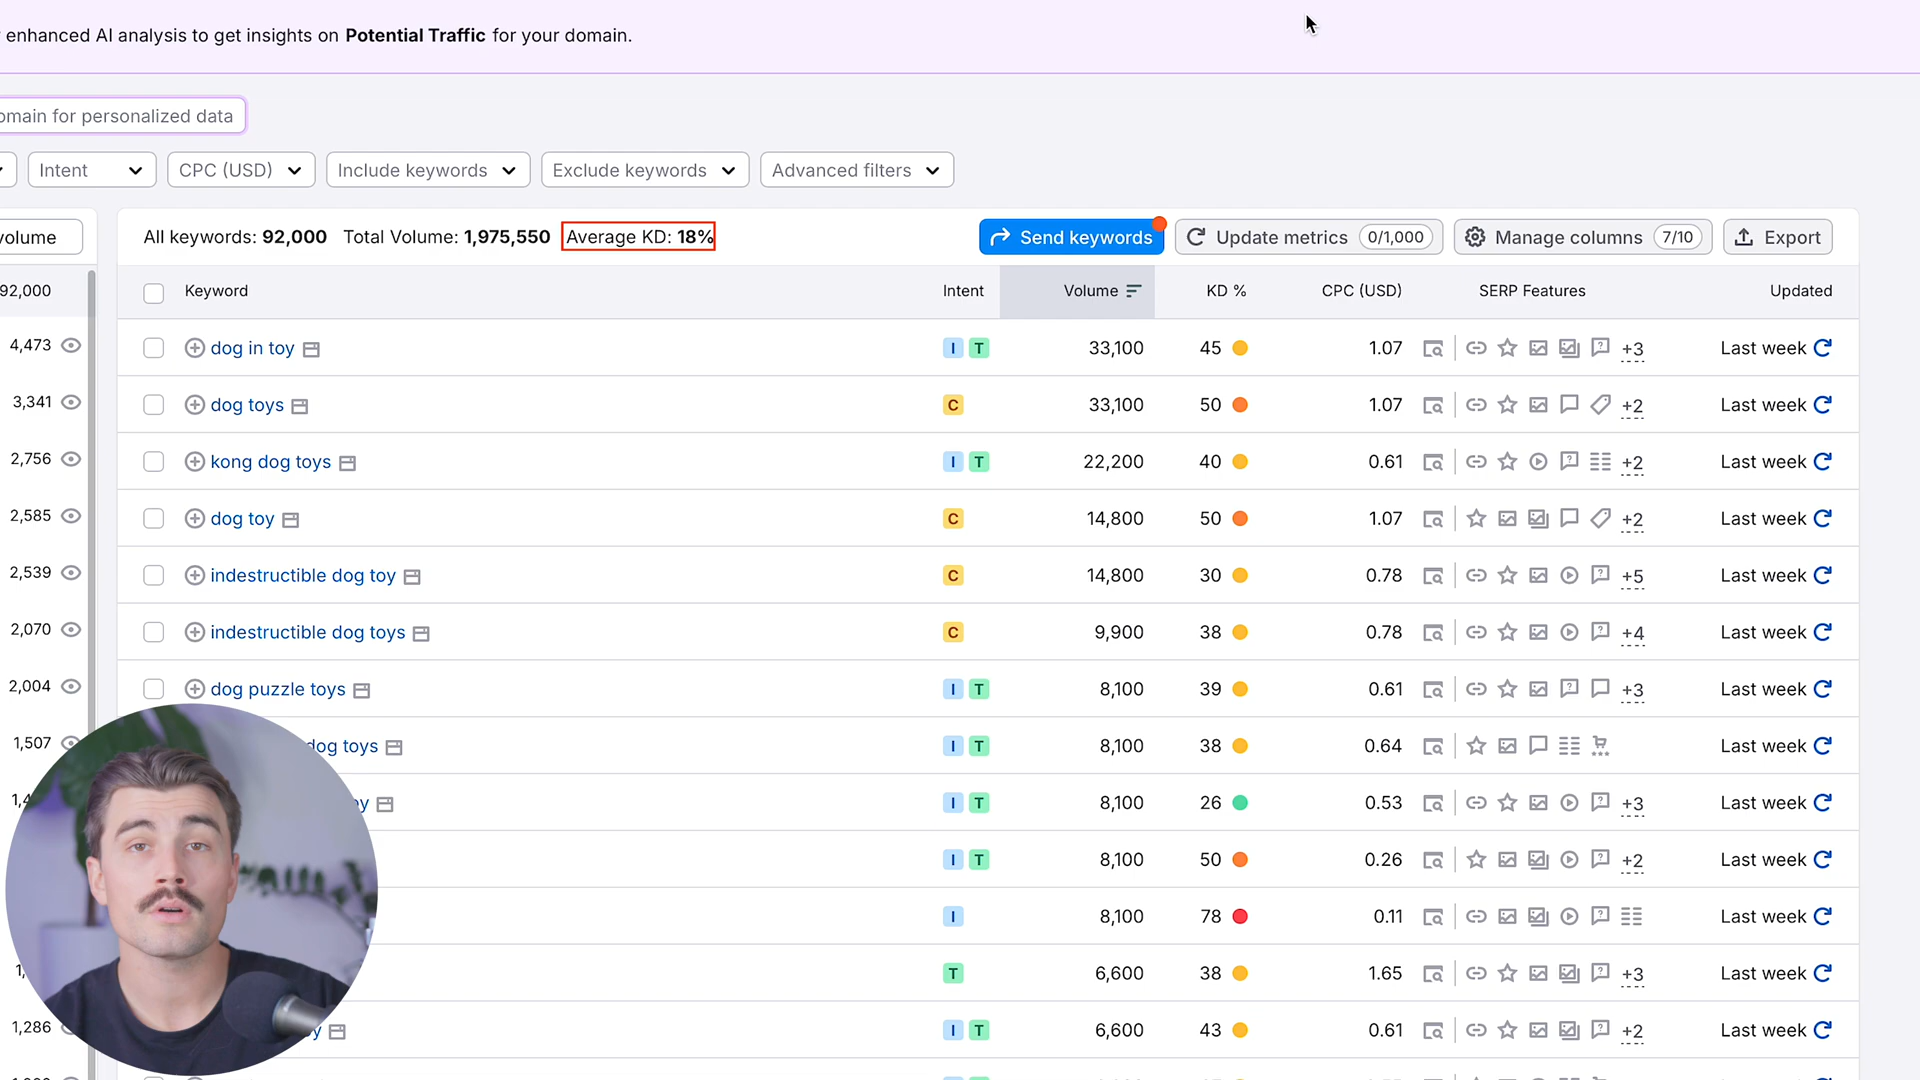 enhanced AI analysis to get insights on Potential Traffic for your domain.
omain for personalized data
Intent CPC (USD) Include keywords Exclude keywords Advanced filters
volume All keywords: 92,000 Total Volume: 1,975,550 Average KD: 18% Send keywords Update metrics 0/1,000 Manage columns 7/10 Export
92,000 Keyword Intent Volume KD % CPC (USD) SERP Features Updated
4,473 dog in toy I T 33,100 45 1.07 +3 Last week
3,341 dog toys C 33,100 50 1.07 +2 Last week
2,756 kong dog toys I T 22,200 40 0.61 +2 Last week
2,585 dog toy C 14,800 50 1.07 +2 Last week
2,539 indestructible dog toy C 14,800 30 0.78 +5 Last week
2,070 indestructible dog toys C 9,900 38 0.78 +4 Last week
2,004 dog puzzle toys I T 8,100 39 0.61 +3 Last week
1,507 dog toys I T 8,100 38 0.64 Last week
I T 8,100 26 0.53 +3 Last week
I T 8,100 50 0.26 +2 Last week
I 8,100 78 0.11 Last week
T 6,600 38 1.65 +3 Last week
1,286 I T 6,600 43 0.61 +2 Last week